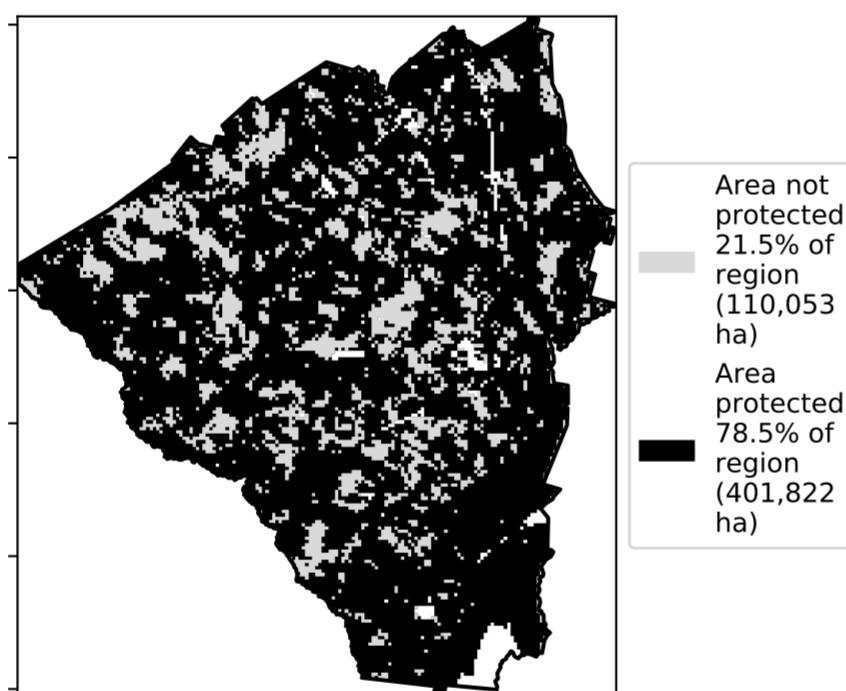 Area not
protected
21.5% of
region
(110,053
ha)
Area
protected
78.5% of
region
(401,822
ha)